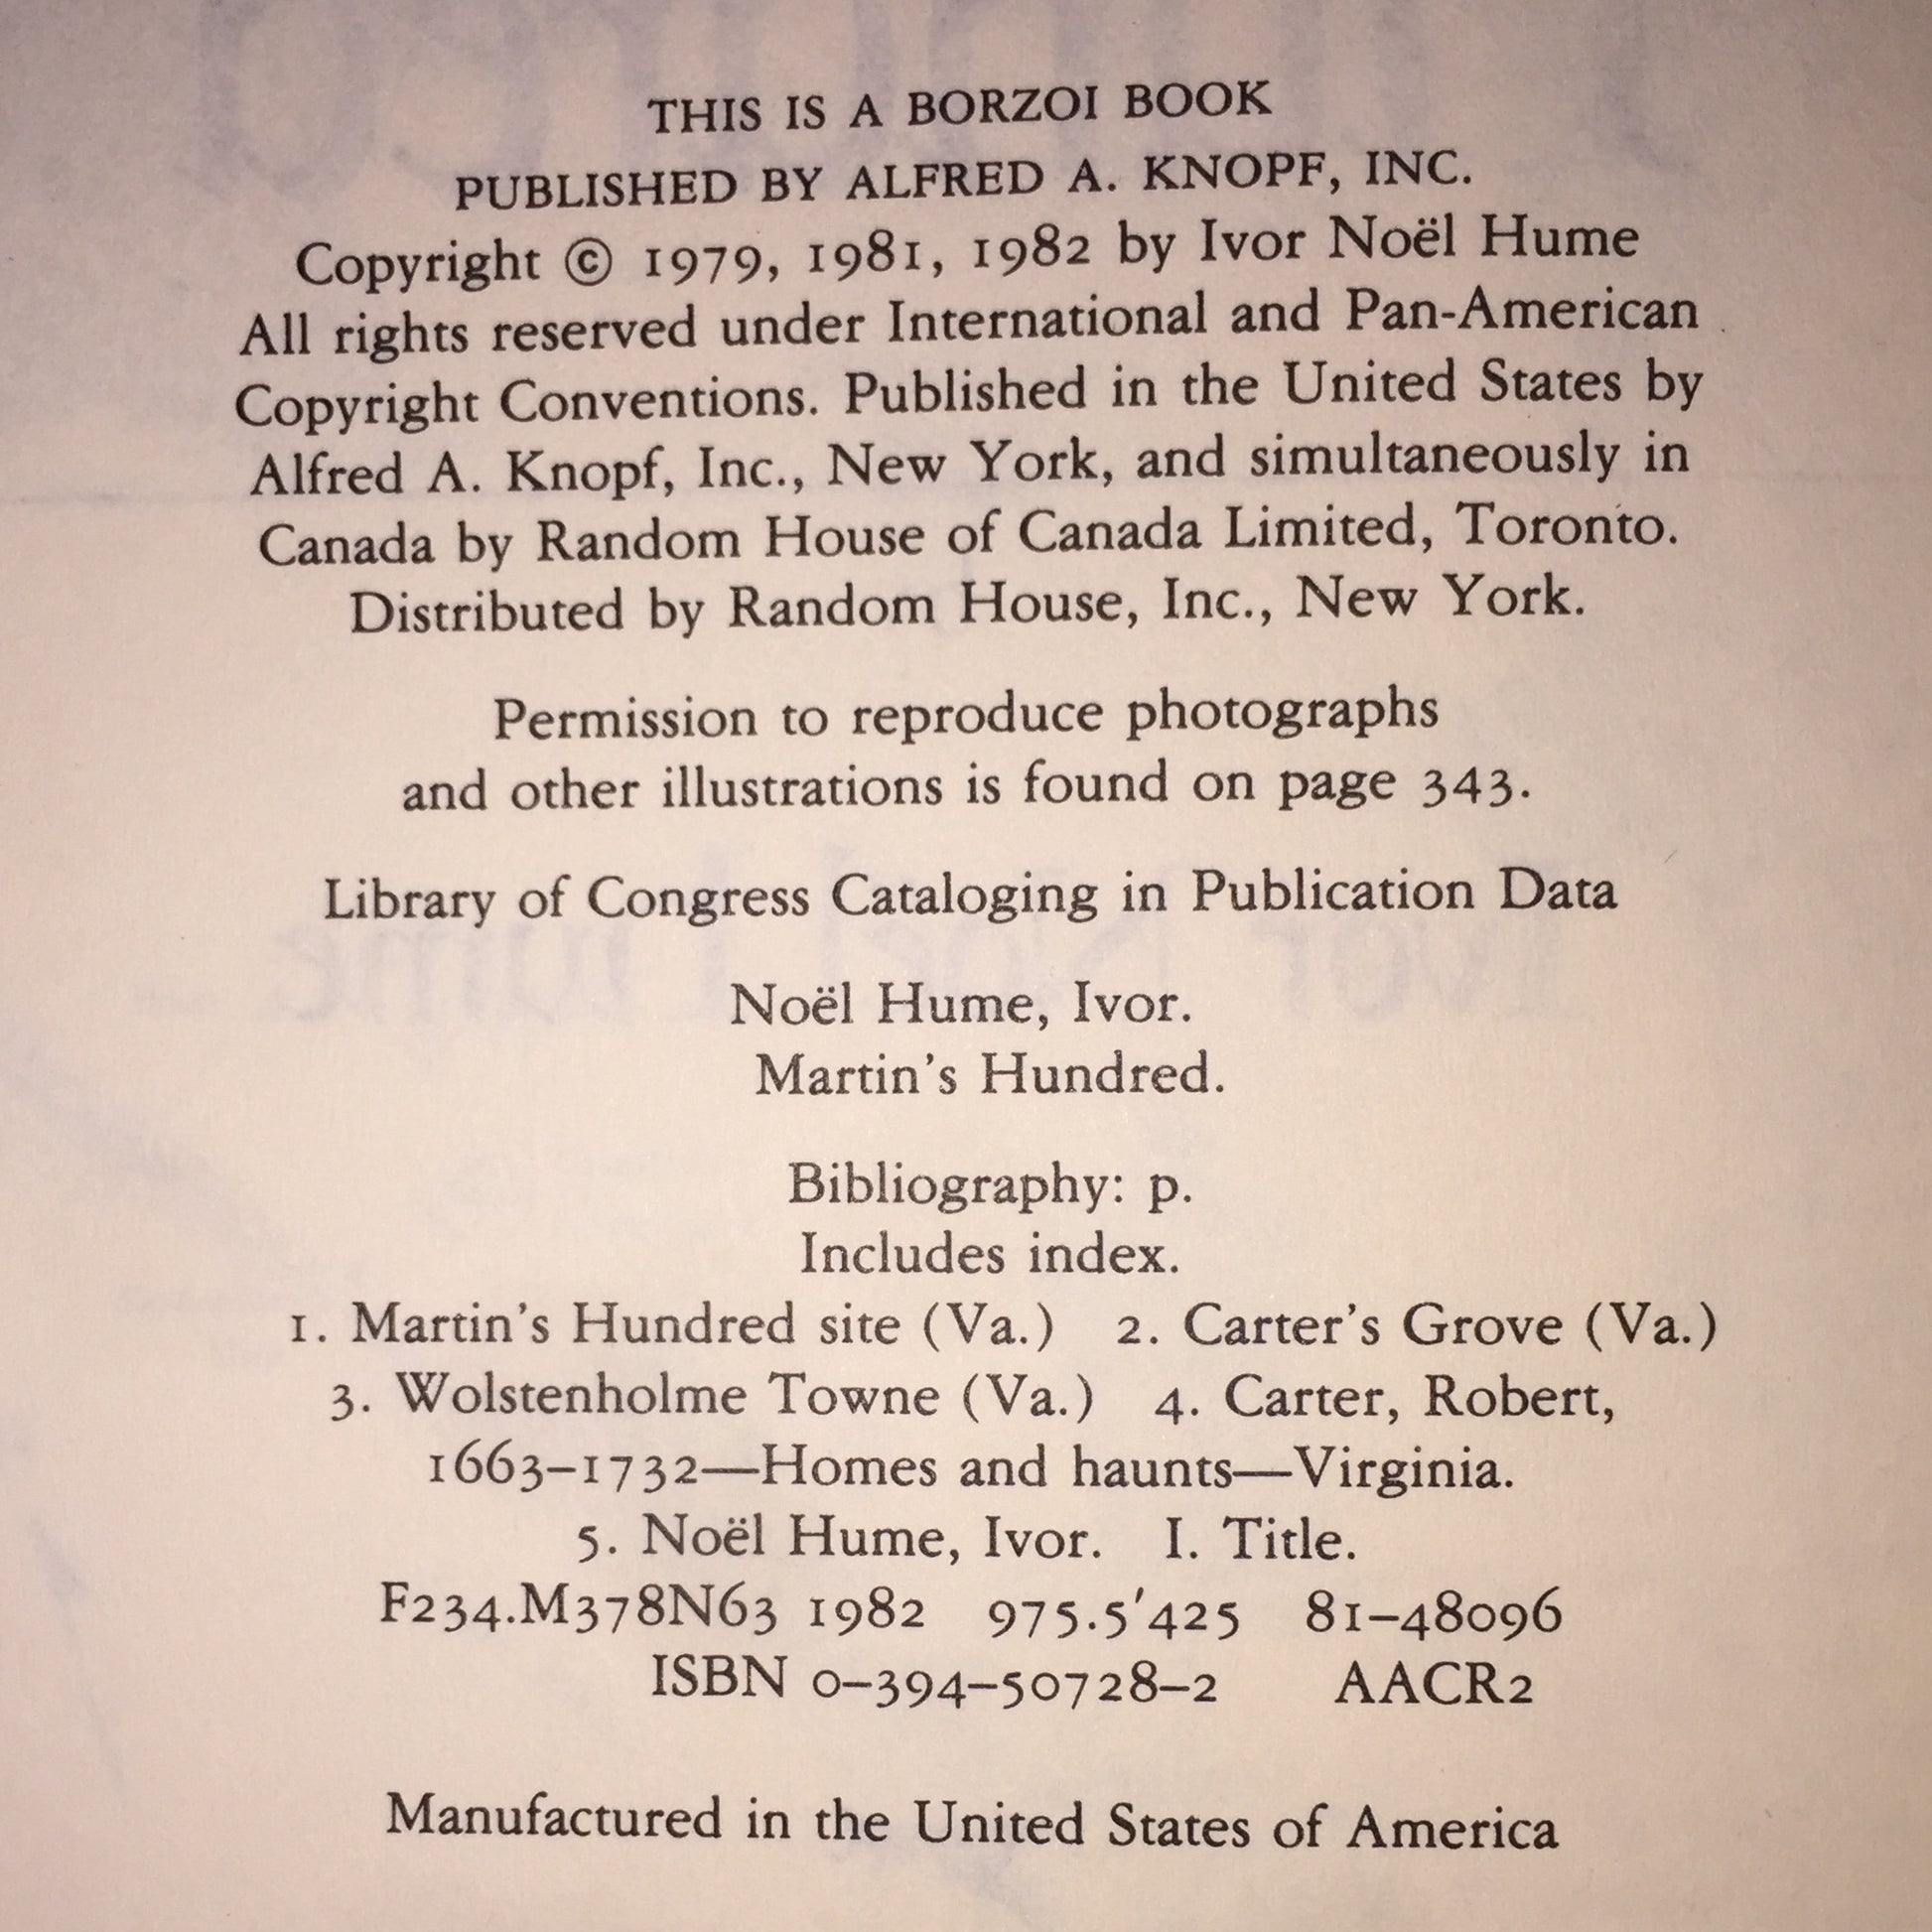 THIS IS A BORZOI BOOK
PUBLISHED BY ALFRED A. KNOPF, INC.
Copyright © 1979, 1981, 1982 by Ivor Noël Hume
All rights reserved under International and Pan-American
Copyright Conventions. Published in the United States by
Alfred A. Knopf, Inc., New York, and simultaneously in
Canada by Random House of Canada Limited, Toronto.
Distributed by Random House, Inc., New York.
Permission to reproduce photographs
and other illustrations is found on page 343.
Library of Congress Cataloging in Publication Data
Noël Hume, Ivor.
Martin's Hundred.
Bibliography: p.
Includes index.
1. Martin's Hundred site (Va.) 2. Carter's Grove (Va.)
3. Wolstenholme Towne (Va.) 4. Carter, Robert,
1663–1732—Homes and haunts—Virginia.
5. Noël Hume, Ivor. I. Title.
F234.M378N63 1982 975.5′425 81–48096
ISBN 0–394–50728–2 AACR2
Manufactured in the United States of America